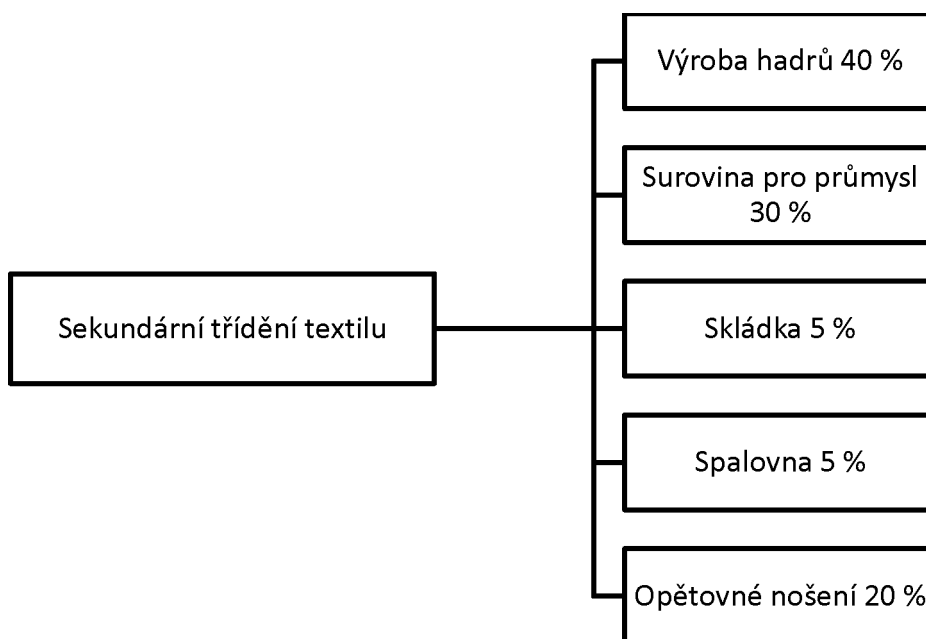 Výroba hadrů 40 %
Surovina pro průmysl
30 %
Sekundární třídění textilu
Skládka 5 %
Spalovna 5 %
Opětovné nošení 20 %